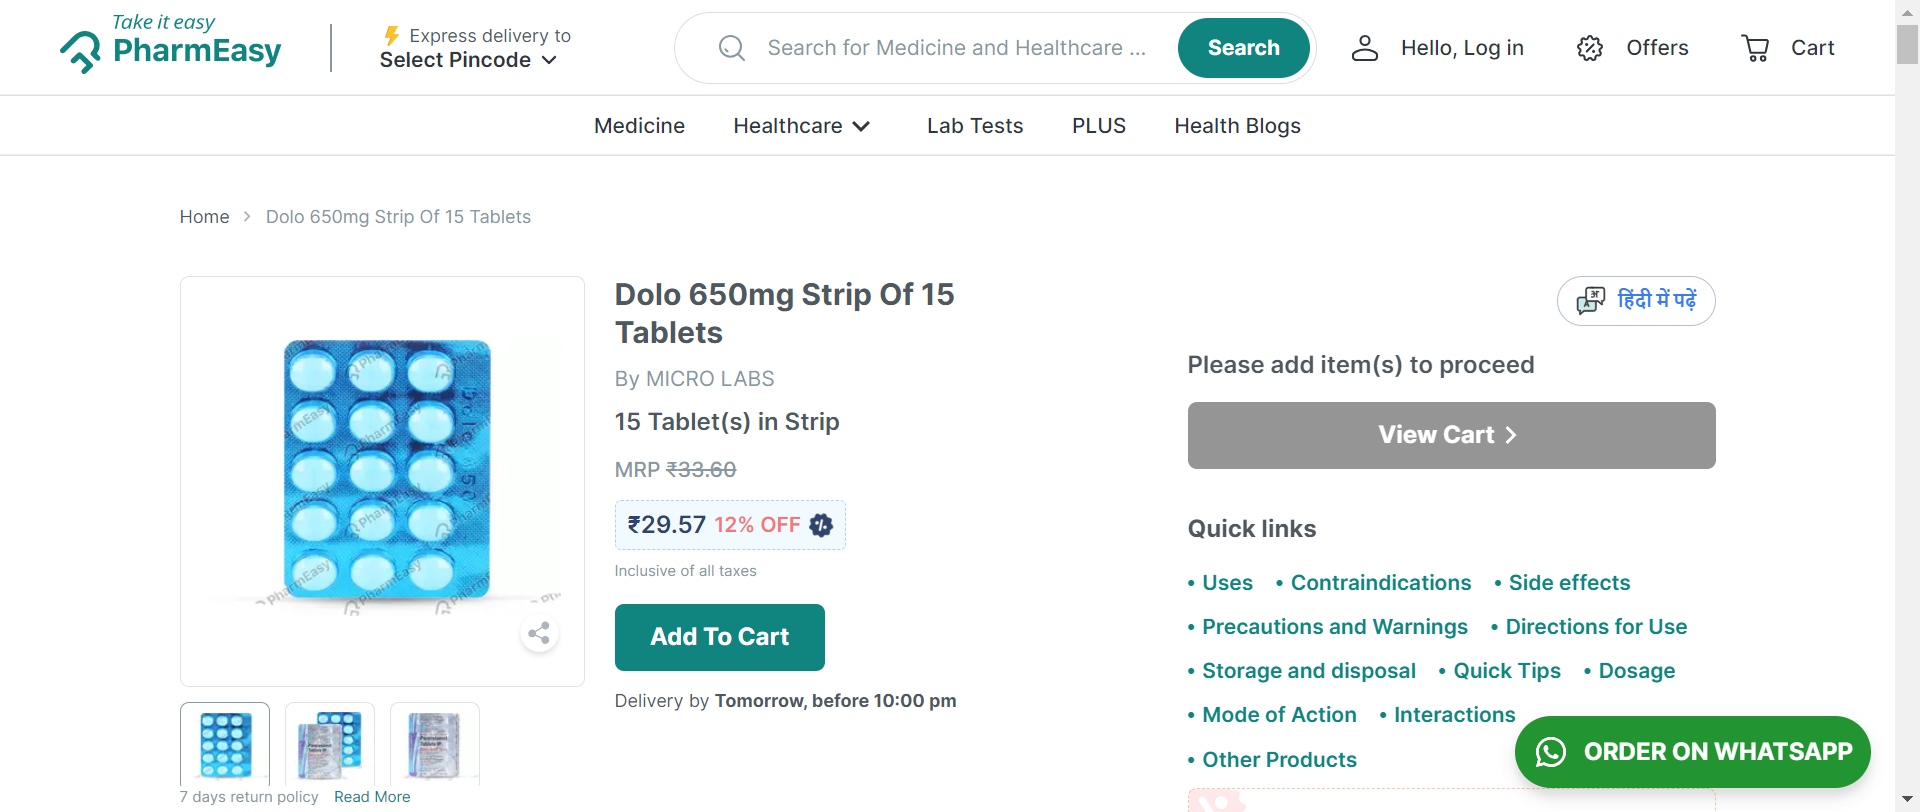 Take it easy
PharmEasy
Express delivery to
Select Pincode
Search for Medicine and Healthcare ...
Search
Hello, Log in
Offers
Cart
Medicine
Healthcare
Lab Tests
PLUS
Health Blogs
Home
Dolo 650mg Strip Of 15 Tablets
Dolo 650mg Strip Of 15
Tablets
By MICRO LABS
15 Tablet(s) in Strip
MRP ₹33.60
₹29.57 12% OFF
Inclusive of all taxes
Add To Cart
Delivery by Tomorrow, before 10:00 pm
7 days return policy
Read More
हिंदी में पढ़ें
Please add item(s) to proceed
View Cart
Quick links
• Uses • Contraindications • Side effects
• Precautions and Warnings • Directions for Use
• Storage and disposal • Quick Tips • Dosage
• Mode of Action • Interactions
• Other Products
ORDER ON WHATSAPP